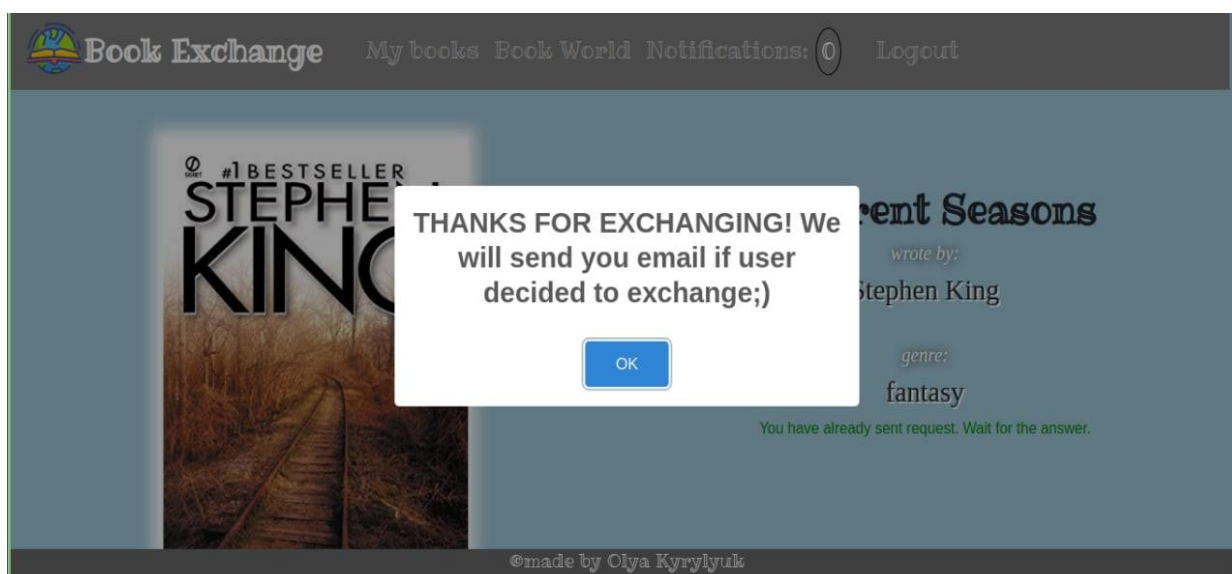 Book Exchange My books Book World Notifications: 0 Logout
#1 BESTSELLER
STEPHEN
KING
THANKS FOR EXCHANGING! We
will send you email if user
decided to exchange;)
OK
rent Seasons
wrote by:
Stephen King
genre:
fantasy
You have already sent request. Wait for the answer.
©made by Olya Kyrylyuk